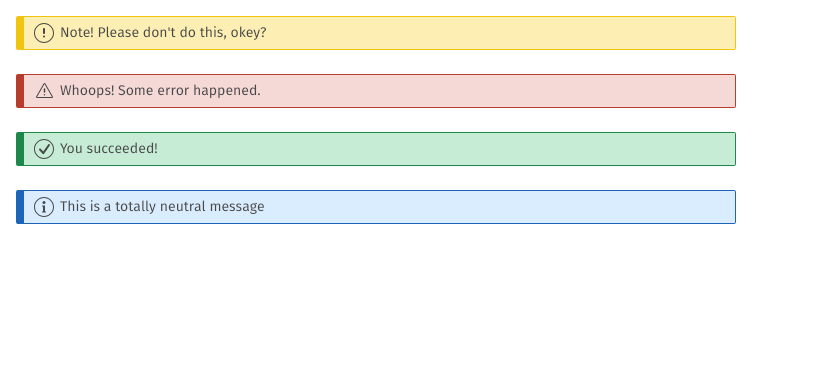 Note! Please don't do this, okey?
Whoops! Some error happened.
You succeeded!
This is a totally neutral message